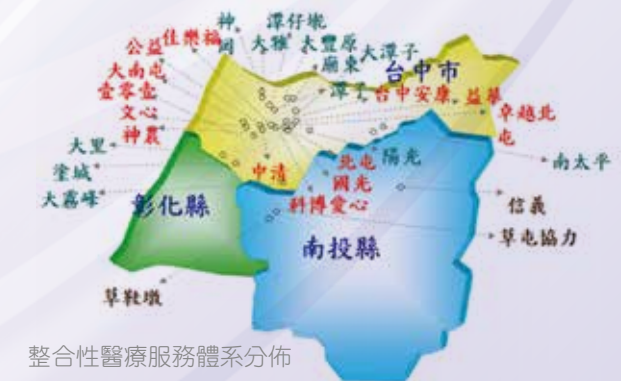 神岡
潭仔墘
公益
佳樂福
大雅
大豐原
廟東
大潭子
大南屯
台中市
壹零壹
潭子
台中安康
益華
文心
卓越北屯
神農
大里
中清
北屯
陽光
南太平
塗城
國光
大霧峰
彰化縣
科博愛心
信義
南投縣
草屯協力
草鞋墩
整合性醫療服務體系分佈